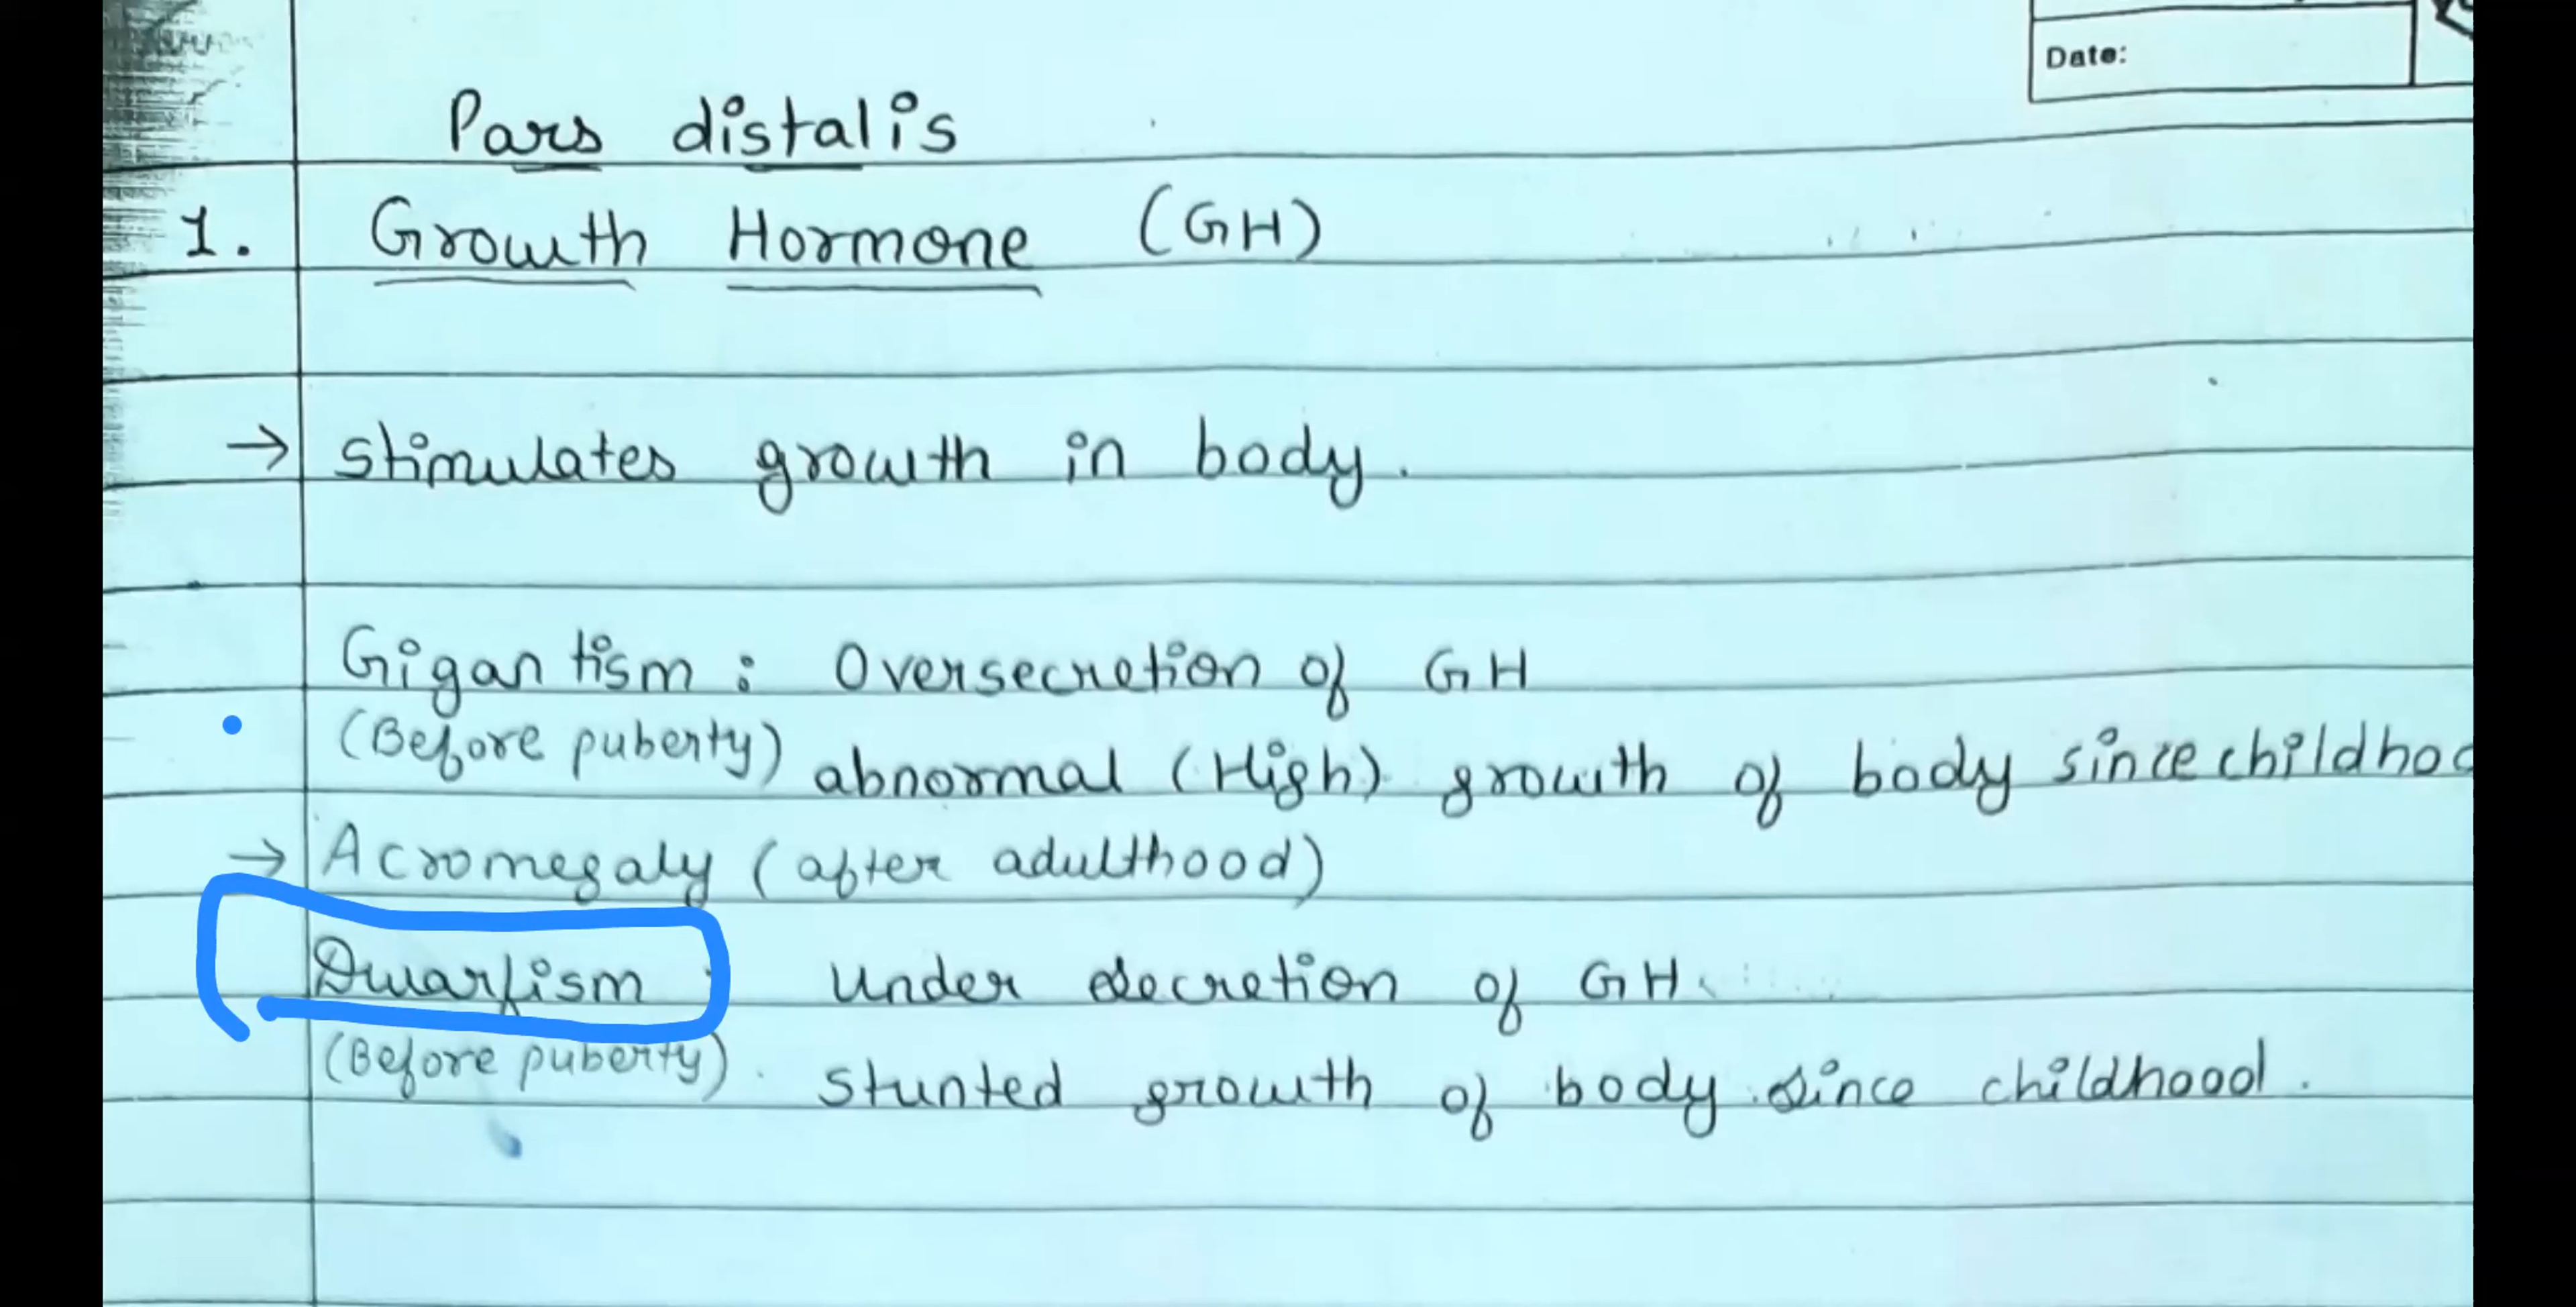 Date:
Pars distalis
1. Growth Hormone (GH)
→ stimulates growth in body.
Gigantism : Oversecretion of GH
(Before puberty) abnormal (High) growth of body since childhoo
→ Acromegaly (after adulthood)
Dwarfism : Under secretion of GH.
(Before puberty). Stunted growth of body since childhood.